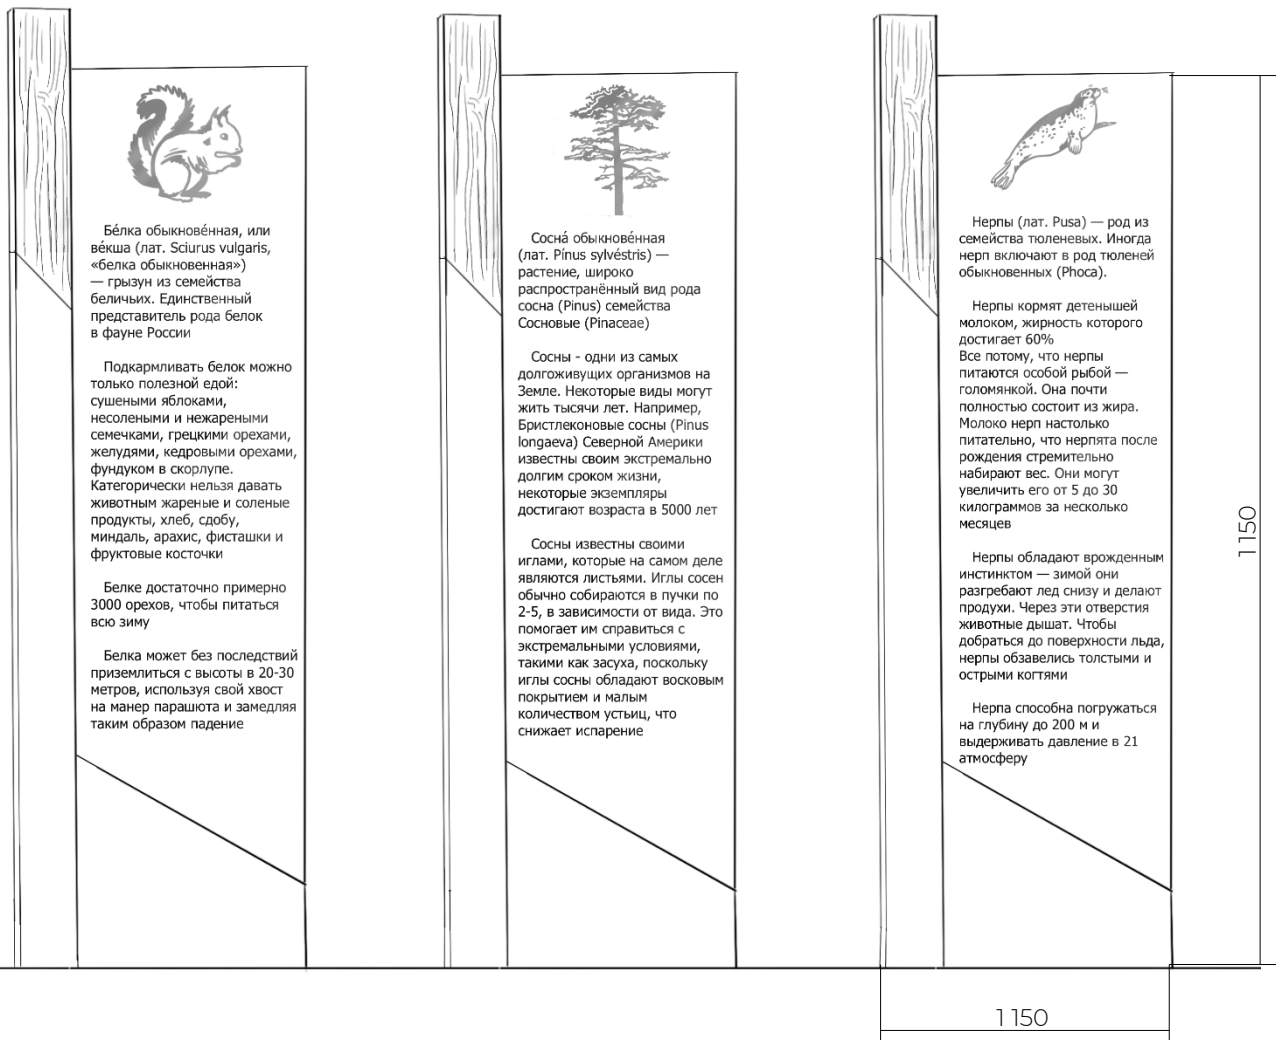 Бе́лка обыкнове́нная, или
ве́кша (лат. Sciurus vulgaris,
«белка обыкновенная»)
— грызун из семейства
беличьих. Единственный
представитель рода белок
в фауне России
Подкармливать белок можно
только полезной едой:
сушеными яблоками,
несолеными и нежареными
семечками, грецкими орехами,
желудями, кедровыми орехами,
фундуком в скорлупе.
Категорически нельзя давать
животным жареные и соленые
продукты, хлеб, сдобу,
миндаль, арахис, фисташки и
фруктовые косточки
Белке достаточно примерно
3000 орехов, чтобы питаться
всю зиму
Белка может без последствий
приземлиться с высоты в 20-30
метров, используя свой хвост
на манер парашюта и замедляя
таким образом падение
Сосна́ обыкнове́нная
(лат. Pínus sylvéstris) —
растение, широко
распространённый вид рода
сосна (Pinus) семейства
Сосновые (Pinaceae)
Сосны - одни из самых
долгоживущих организмов на
Земле. Некоторые виды могут
жить тысячи лет. Например,
Бристлеконовые сосны (Pinus
longaeva) Северной Америки
известны своим экстремально
долгим сроком жизни,
некоторые экземпляры
достигают возраста в 5000 лет
Сосны известны своими
иглами, которые на самом деле
являются листьями. Иглы сосен
обычно собираются в пучки по
2-5, в зависимости от вида. Это
помогает им справиться с
экстремальными условиями,
такими как засуха, поскольку
иглы сосны обладают восковым
покрытием и малым
количеством устьиц, что
снижает испарение
Нерпы (лат. Pusa) — род из
семейства тюленевых. Иногда
нерп включают в род тюленей
обыкновенных (Phoca).
Нерпы кормят детенышей
молоком, жирность которого
достигает 60%
Все потому, что нерпы
питаются особой рыбой —
голомянкой. Она почти
полностью состоит из жира.
Молоко нерп настолько
питательно, что нерпята после
рождения стремительно
набирают вес. Они могут
увеличить его от 5 до 30
килограммов за несколько
месяцев
Нерпы обладают врожденным
инстинктом — зимой они
разгребают лед снизу и делают
продухи. Через эти отверстия
животные дышат. Чтобы
добраться до поверхности льда,
нерпы обзавелись толстыми и
острыми когтями
Нерпа способна погружаться
на глубину до 200 м и
выдерживать давление в 21
атмосферу
1150
1150